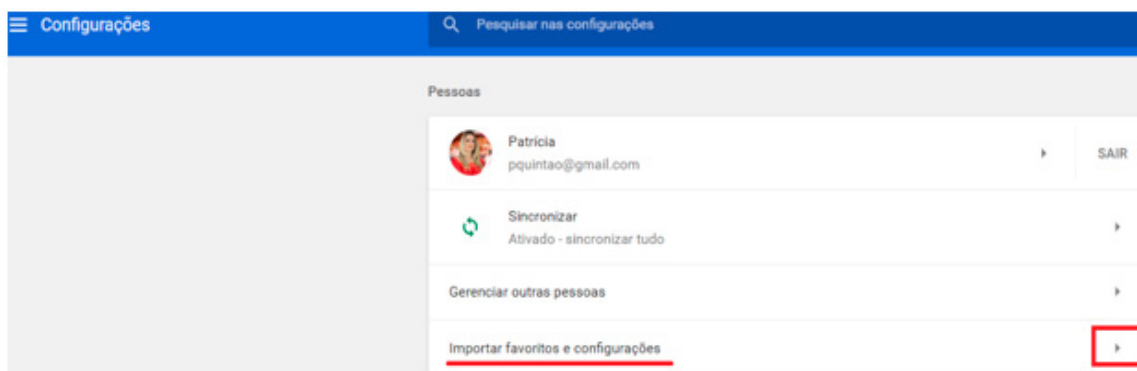 Configurações
Pesquisar nas configurações
Pessoas
Patrícia
pquintao@gmail.com
SAIR
Sincronizar
Ativado - sincronizar tudo
Gerenciar outras pessoas
Importar favoritos e configurações